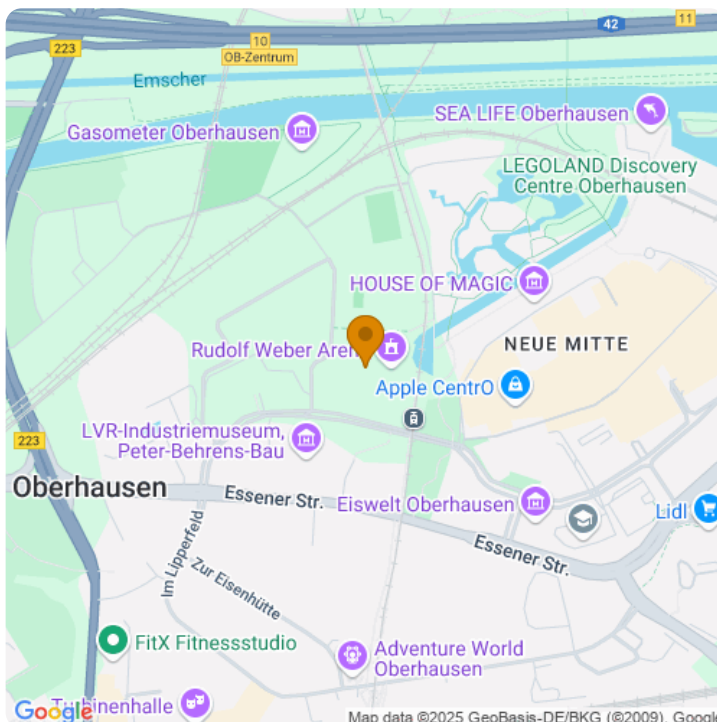 42
11
223
10
OB-Zentrum
Emscher
SEA LIFE Oberhausen
Gasometer Oberhausen
LEGOLAND Discovery
Centre Oberhausen
HOUSE OF MAGIC
NEUE MITTE
Rudolf Weber Aren
Apple CentrO
LVR-Industriemuseum,
Peter-Behrens-Bau
223
Oberhausen
Essener Str.
Eiswelt Oberhausen
Lidl
Essener Str.
Im Lipperfeld
Zur Eisenhütte
FitX Fitnessstudio
Adventure World
Oberhausen
Turbinenhalle
Google
Map data ©2025 GeoBasis-DE/BKG (©2009), Google